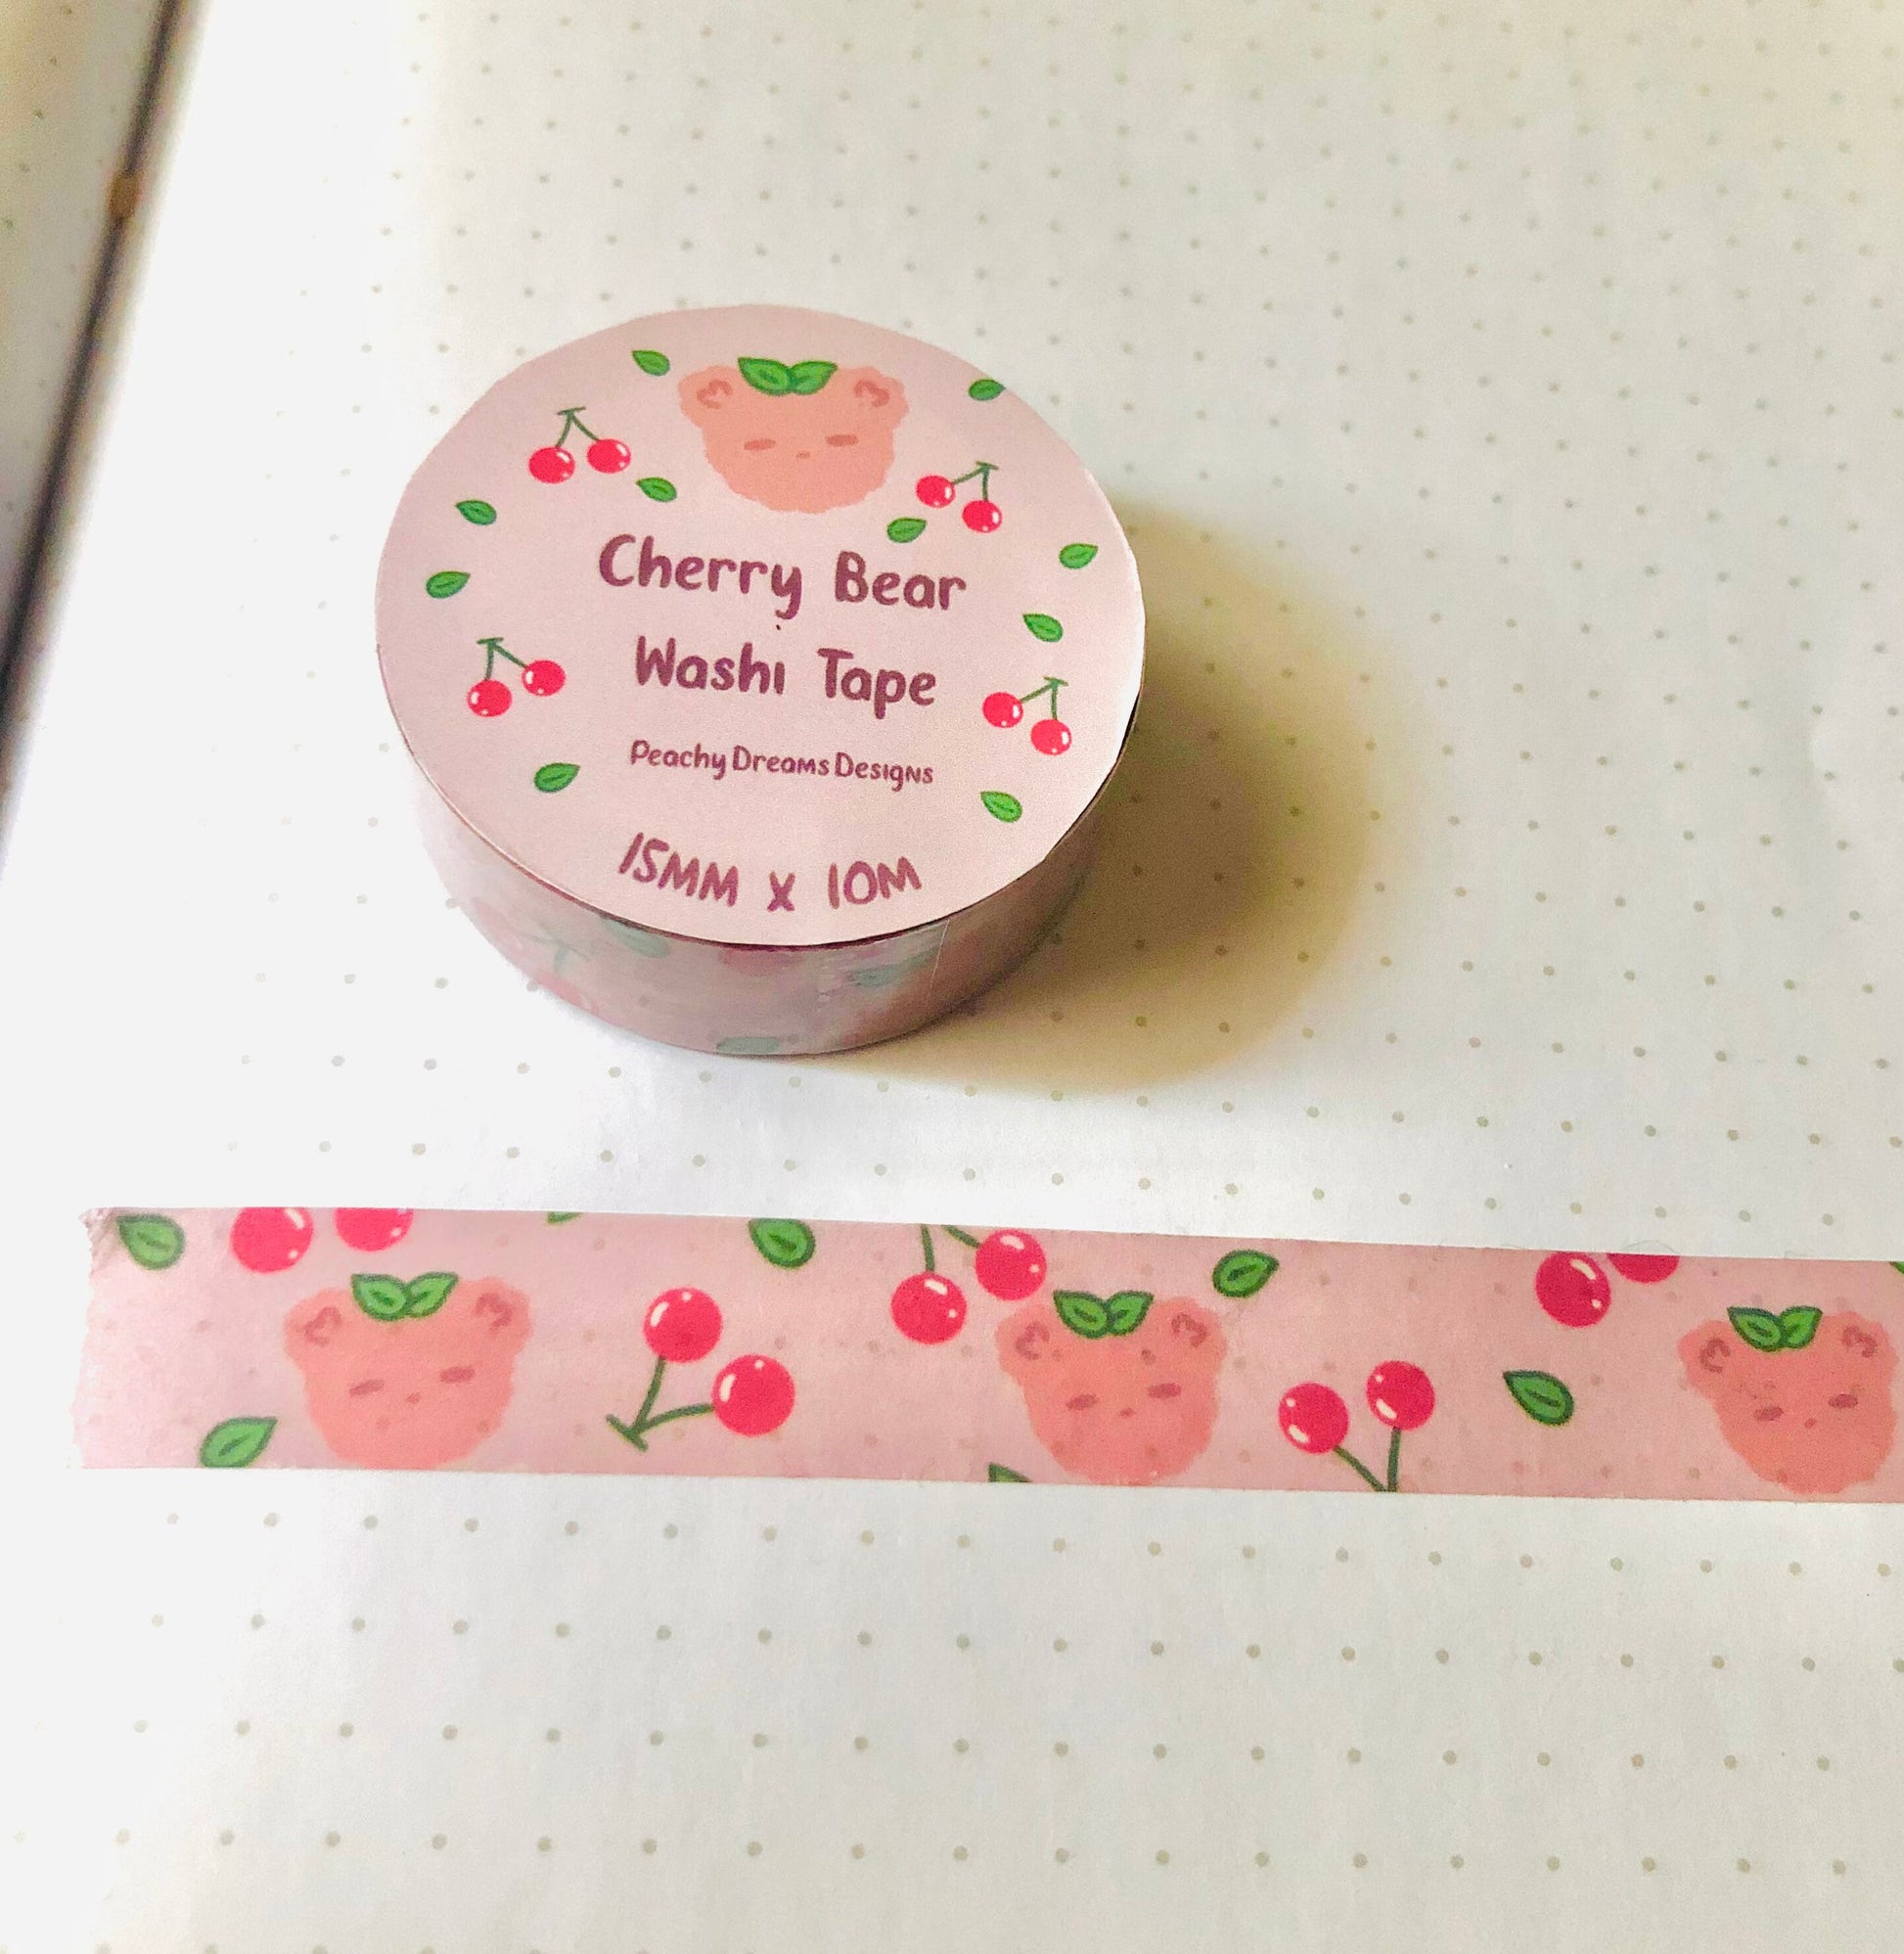 Cherry Bear
Washi Tape
Peachy Dreams Designs
15MM X 10M